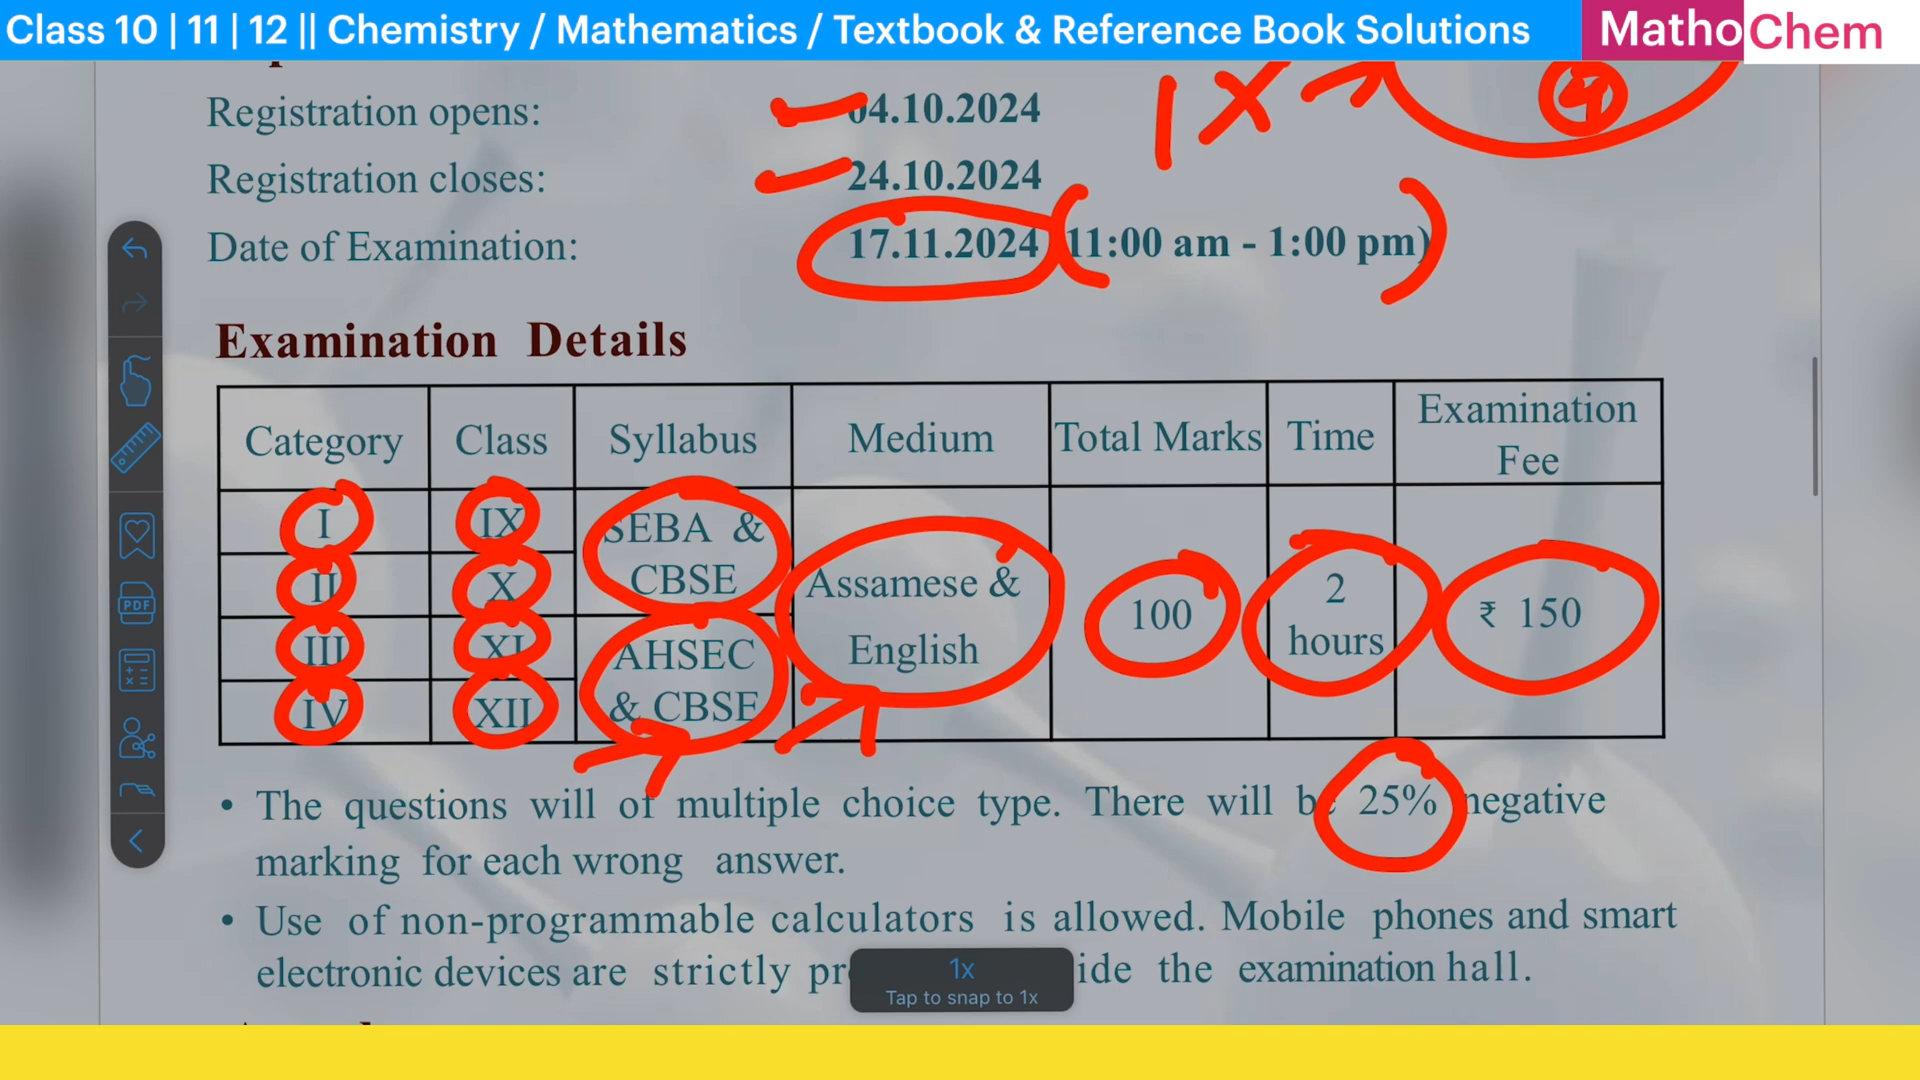 Class 10 | 11 | 12 || Chemistry / Mathematics / Textbook & Reference Book Solutions
MathoChem
Registration opens: 04.10.2024
1 X → 4
Registration closes: 24.10.2024
Date of Examination: 17.11.2024 (11:00 am - 1:00 pm)
Examination Details
Category Class Syllabus Medium Total Marks Time Examination Fee
I IX SEBA & CBSE
II X
III XI AHSEC & CBSE
IV XII
Assamese & English
100
2 hours
₹ 150
• The questions will of multiple choice type. There will be 25% negative
marking for each wrong answer.
• Use of non-programmable calculators is allowed. Mobile phones and smart
electronic devices are strictly ide the examination hall.
PDF
1x
Tap to snap to 1x